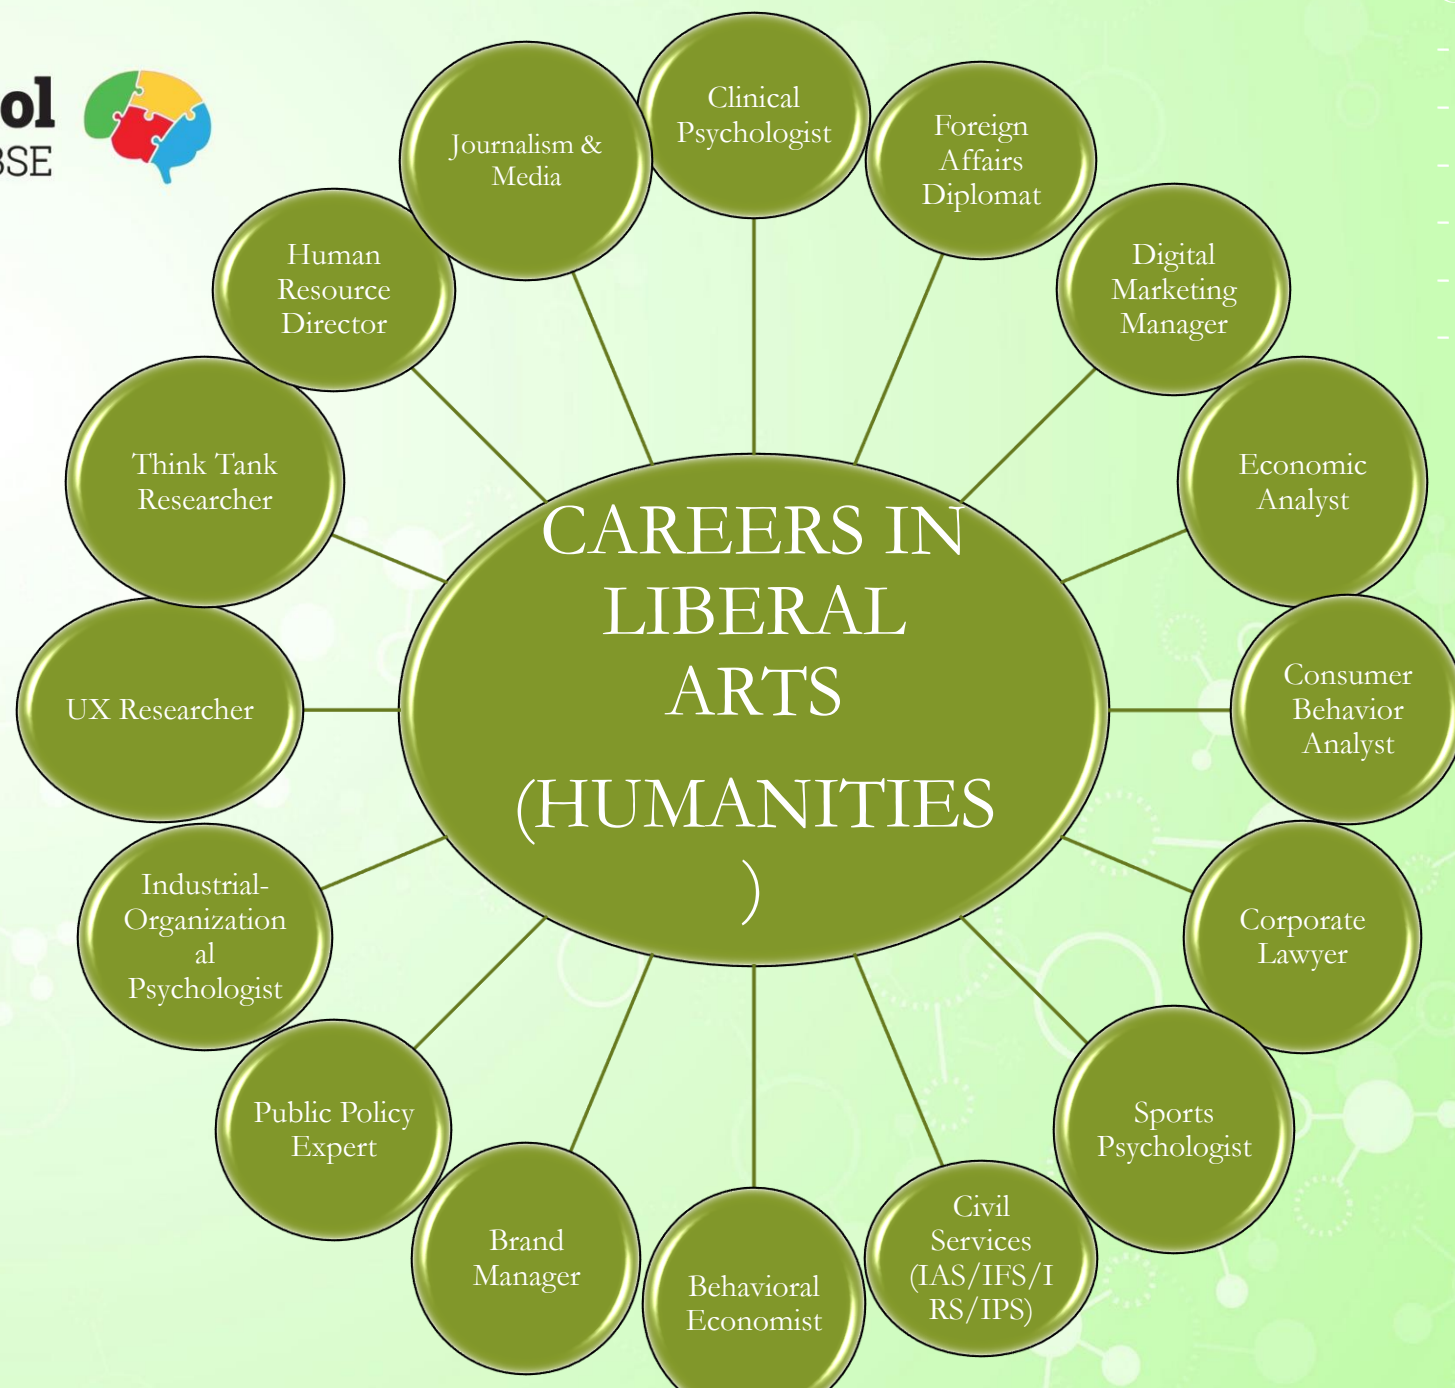 ol
BSE
Clinical
Psychologist
Foreign
Affairs
Diplomat
Digital
Marketing
Manager
Economic
Analyst
Consumer
Behavior
Analyst
Corporate
Lawyer
Sports
Psychologist
Civil
Services
(IAS/IFS/I
RS/IPS)
Behavioral
Economist
Brand
Manager
Public Policy
Expert
Industrial-
Organization
al
Psychologist
UX Researcher
Think Tank
Researcher
Human
Resource
Director
Journalism &
Media
CAREERS IN
LIBERAL
ARTS
(HUMANITIES
)